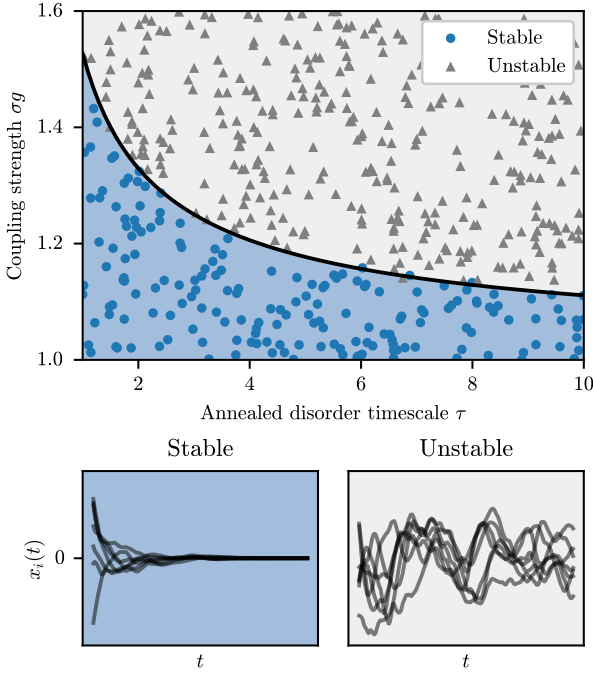 1.6
1.4
1.2
1.0
Coupling strength σg
Stable
Unstable
2
4
6
8
10
Annealed disorder timescale τ
Stable
Unstable
0
x_i(t)
t
t